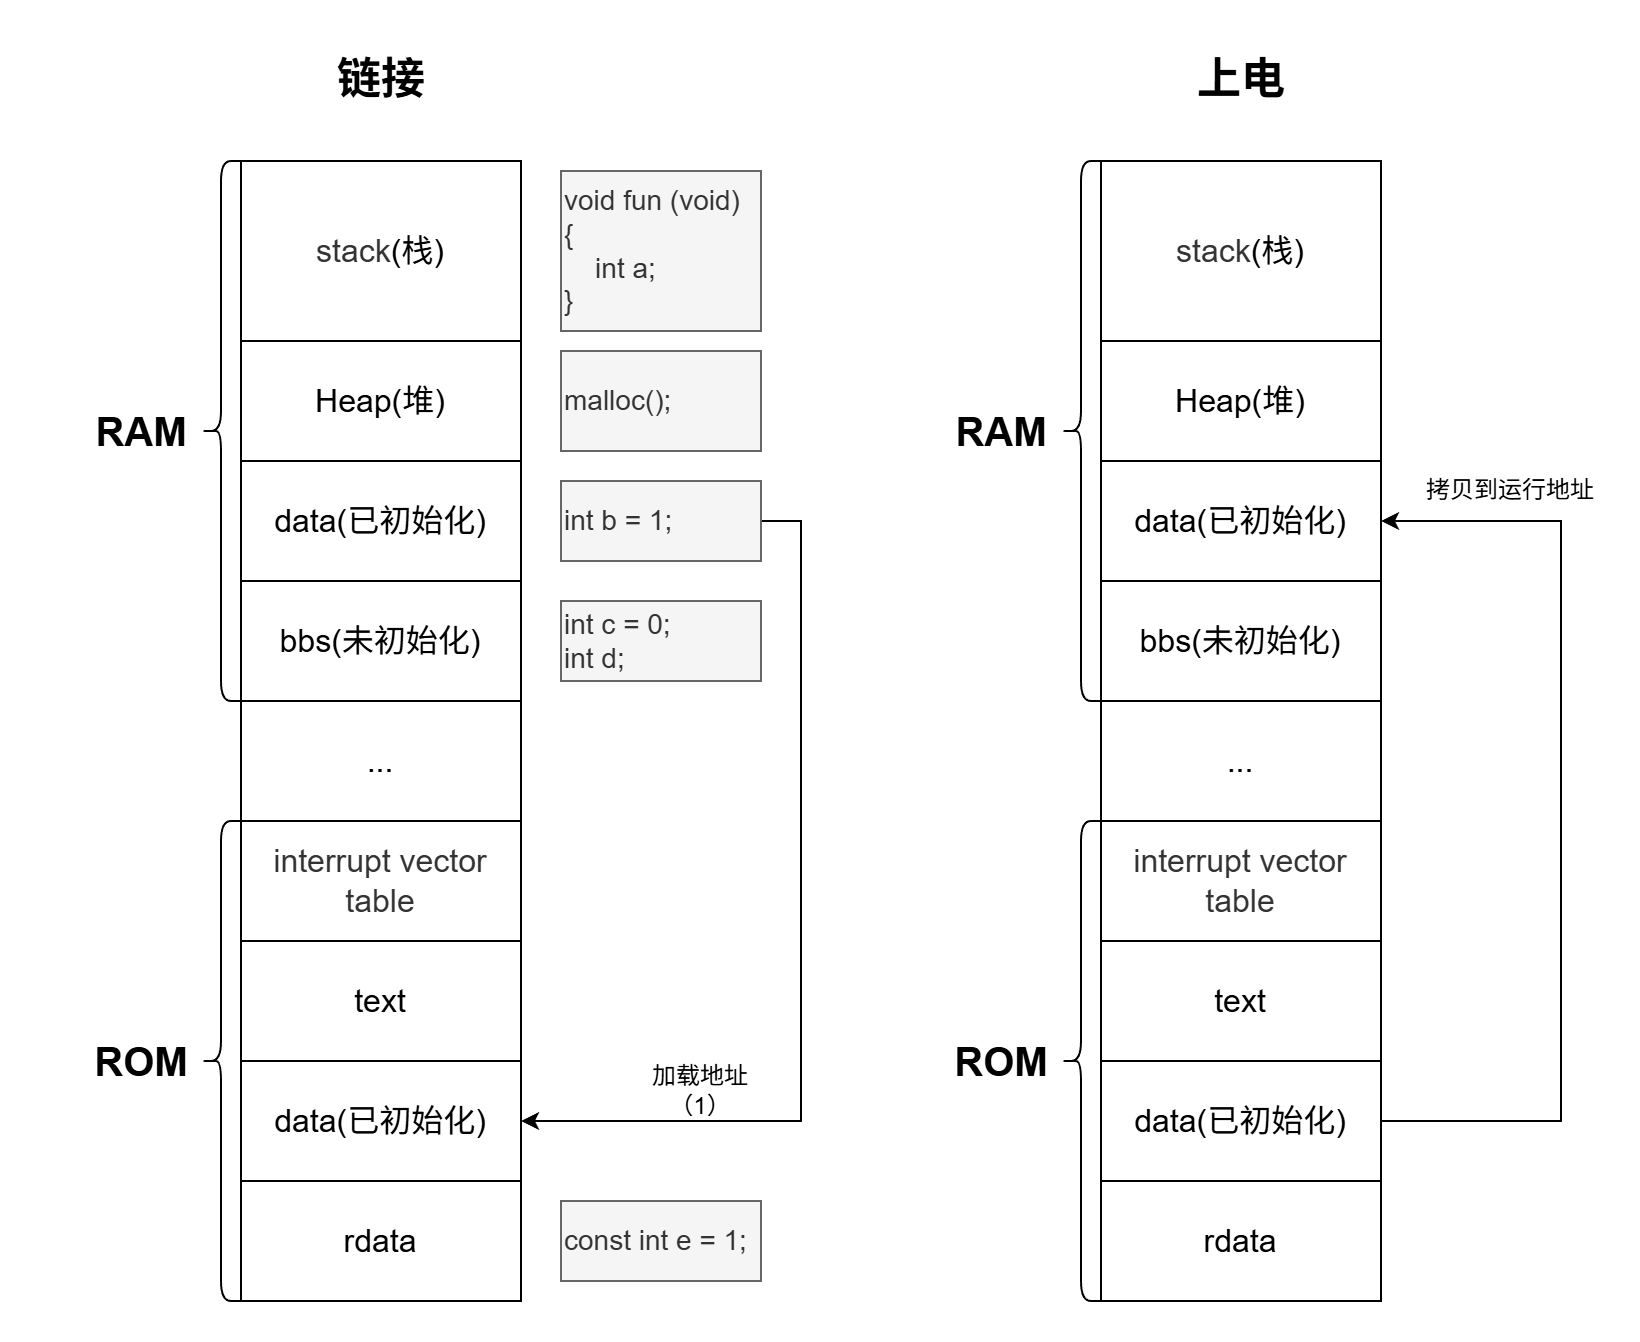 链接
stack(栈)
Heap(堆)
RAM
data(已初始化)
bbs(未初始化)
...
interrupt vector
table
text
ROM
data(已初始化)
rdata
void fun (void)
{
int a;
}
malloc();
int b = 1;
int c = 0;
int d;
加载地址
（1）
const int e = 1;
上电
stack(栈)
Heap(堆)
RAM
data(已初始化)
bbs(未初始化)
...
interrupt vector
table
text
ROM
data(已初始化)
rdata
拷贝到运行地址